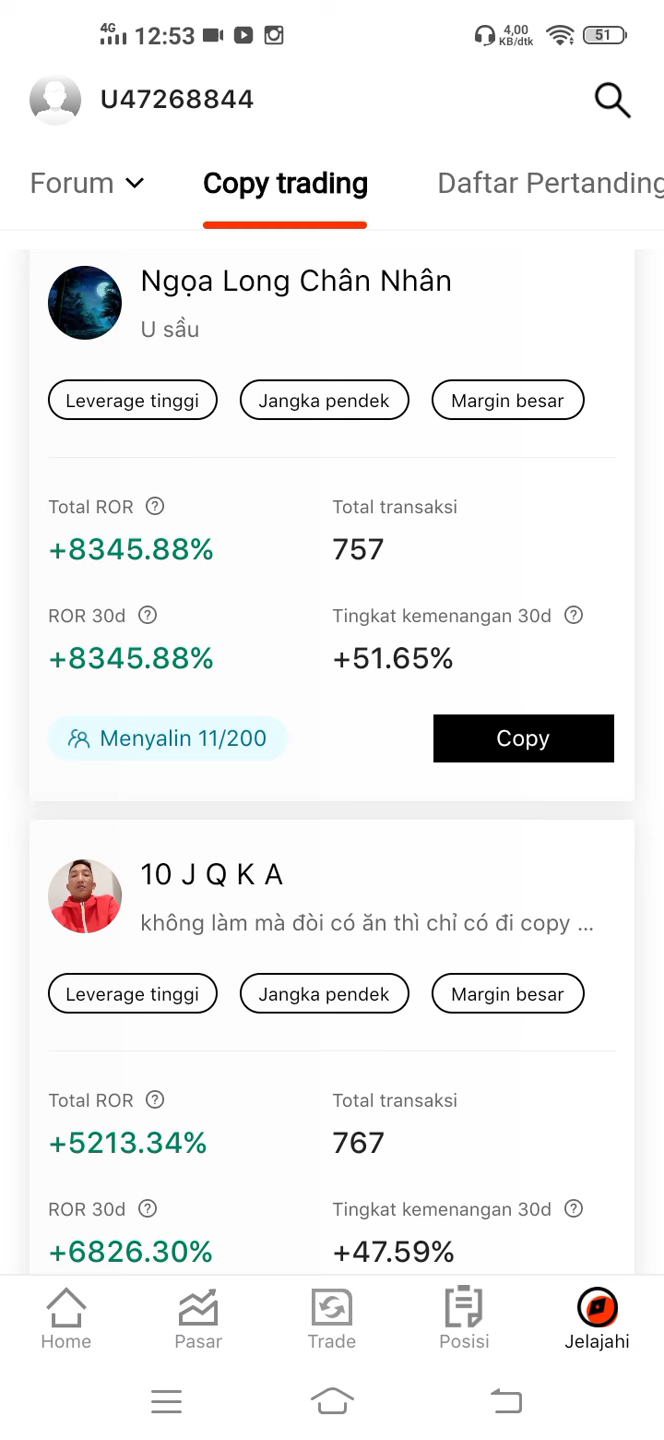 4G 12:53 4,00 KB/dtk 51
U47268844
Forum Copy trading Daftar Pertanding
Ngọa Long Chân Nhân
U sầu
Leverage tinggi Jangka pendek Margin besar
Total ROR ? Total transaksi
+8345.88% 757
ROR 30d ? Tingkat kemenangan 30d ?
+8345.88% +51.65%
Menyalin 11/200 Copy
10 J Q K A
không làm mà đòi có ăn thì chỉ có đi copy ...
Leverage tinggi Jangka pendek Margin besar
Total ROR ? Total transaksi
+5213.34% 767
ROR 30d ? Tingkat kemenangan 30d ?
+6826.30% +47.59%
Home Pasar Trade Posisi Jelajahi